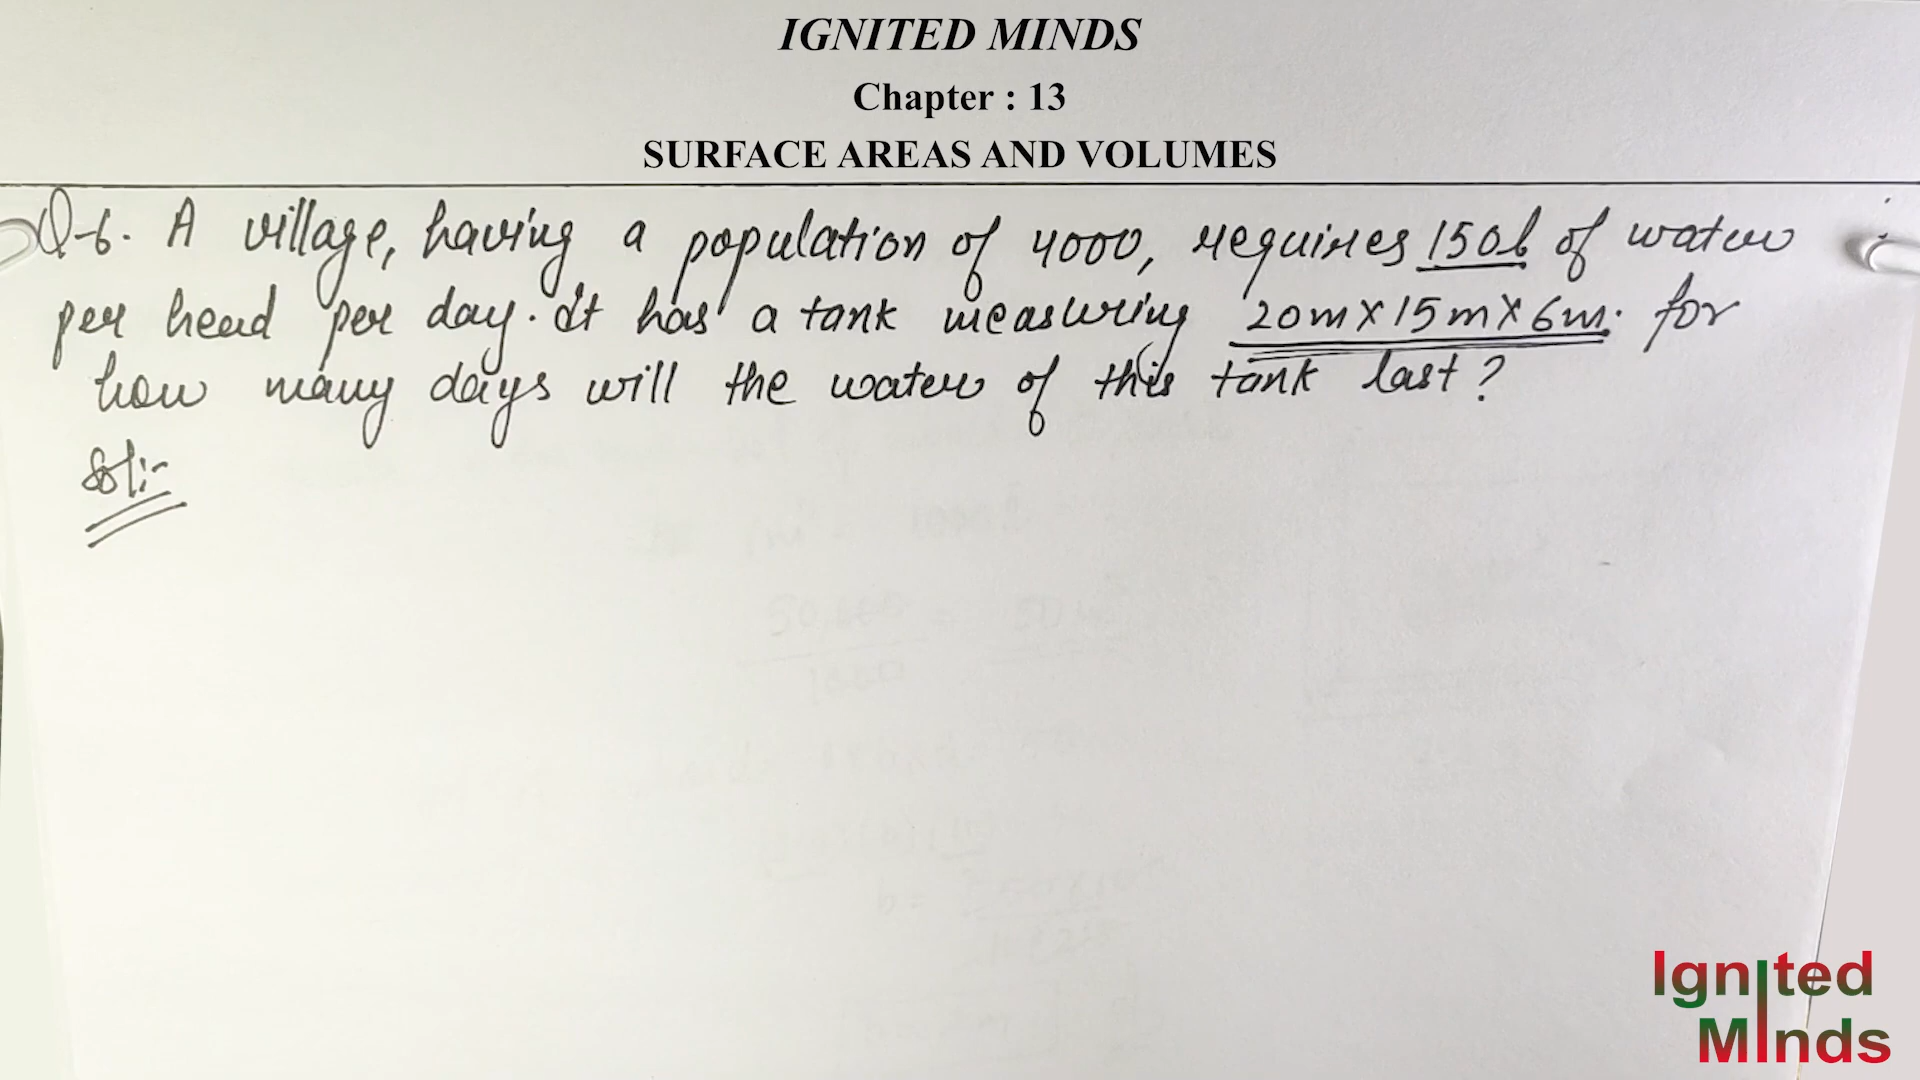 IGNITED MINDS
Chapter : 13
SURFACE AREAS AND VOLUMES
Q-6. A village, having a population of 4000, requires 150l of water
per head per day. It has a tank measuring 20m×15m×6m. for
how many days will the water of this tank last?
Sol:-
Ignited
Minds